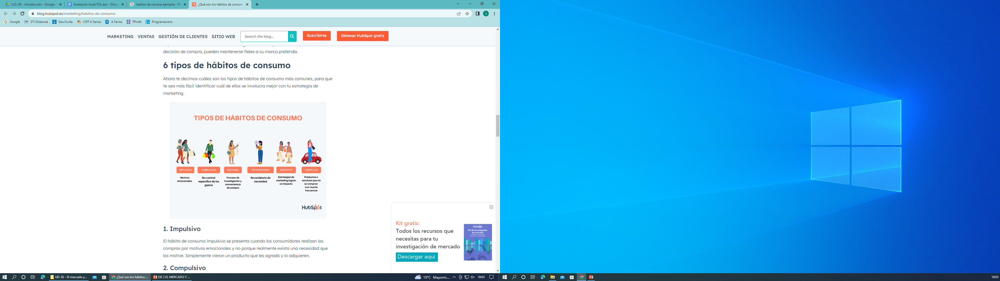 U.D. 00 - Introducción - Google
Avaliación Incial FOL.doc - Docu
habitos de compra ejemplos - B
¿Qué son los hábitos de consum
blog.hubspot.es/marketing/habitos-de-consumo
J
Google
FP STI Distancia
Edu.Xunta
CIFP A Farixa
A Farixa
FProfe
Programacións
MARKETING VENTAS GESTIÓN DE CLIENTES SITIO WEB
Search the blog...
Suscribirse
Obtener HubSpot gratis
decisión de compra, pueden mantenerse fieles a su marca preferida.
6 tipos de hábitos de consumo
Ahora te decimos cuáles son los tipos de hábitos de consumo más comunes, para que
te sea más fácil identificar cuál de ellos se involucra mejor con tu estrategia de
marketing.
TIPOS DE HÁBITOS DE CONSUMO
IMPULSIVO
Motivos
emocionales
COMPULSIVO
Sin control
específico de los
gastos
RACIONAL
Proceso de
investigación y
conveniencia
de compra
RECORDATORIO
Recordatorio de
necesidad
SUGESTIVO
Estrategias de
marketing logran
un impacto
COMPLEJO
Productos o
servicios que no
se compran
con mucha
frecuencia
HubSpot
1. Impulsivo
El hábito de consumo impulsivo se presenta cuando los consumidores realizan las
compras por motivos emocionales y no porque realmente exista una necesidad que
los motive. Simplemente vieron un producto que les agradó y lo adquieren.
2. Compulsivo
Kit gratis:
Todos los recursos que
necesitas para tu
investigación de mercado
Descargar aquí
HubSpot
Kit de investigación
de mercado
UD. 02 - El mercado y...
¿Qué son los hábitos ...
EIE 2 EL MERCADO Y ...
19°C Mayorm....
18:03
18:03